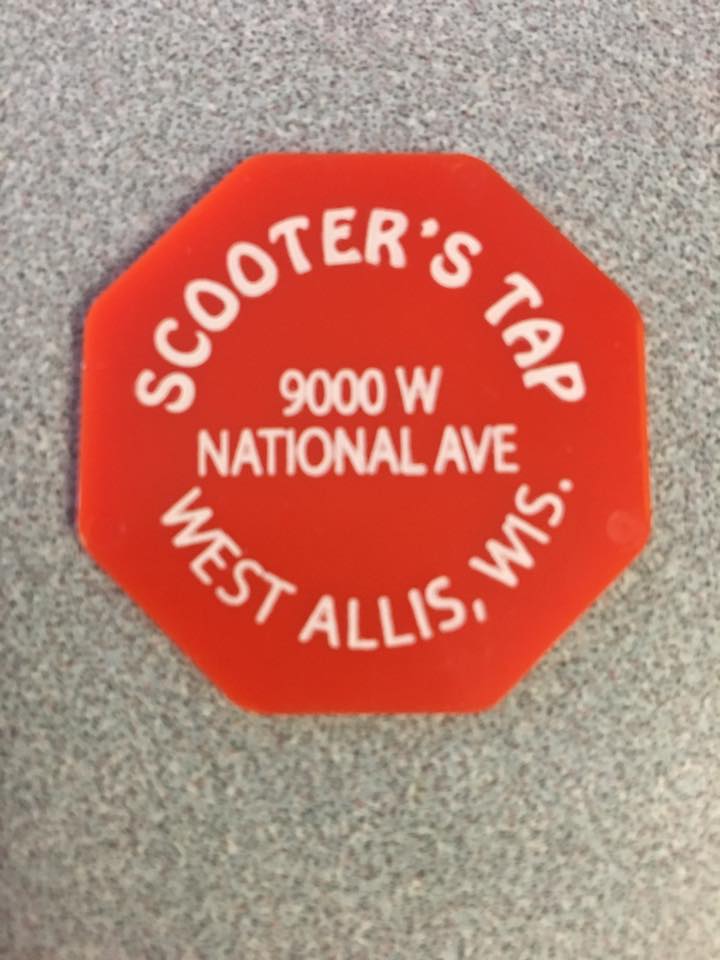 SCOOTER'S TAP
9000 W
NATIONAL AVE
WEST ALLIS, WIS.